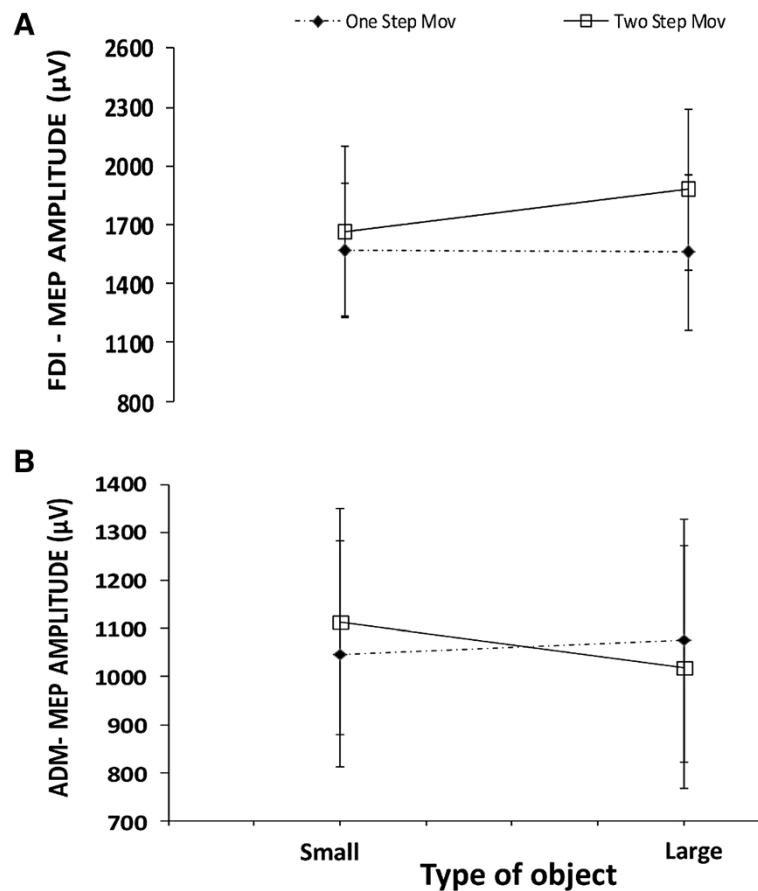 A
One Step Mov
Two Step Mov
FDI - MEP AMPLITUDE (µV)
2600
2300
2000
1700
1400
1100
800
B
ADM- MEP AMPLITUDE (µV)
1400
1300
1200
1100
1000
900
800
700
Small
Large
Type of object